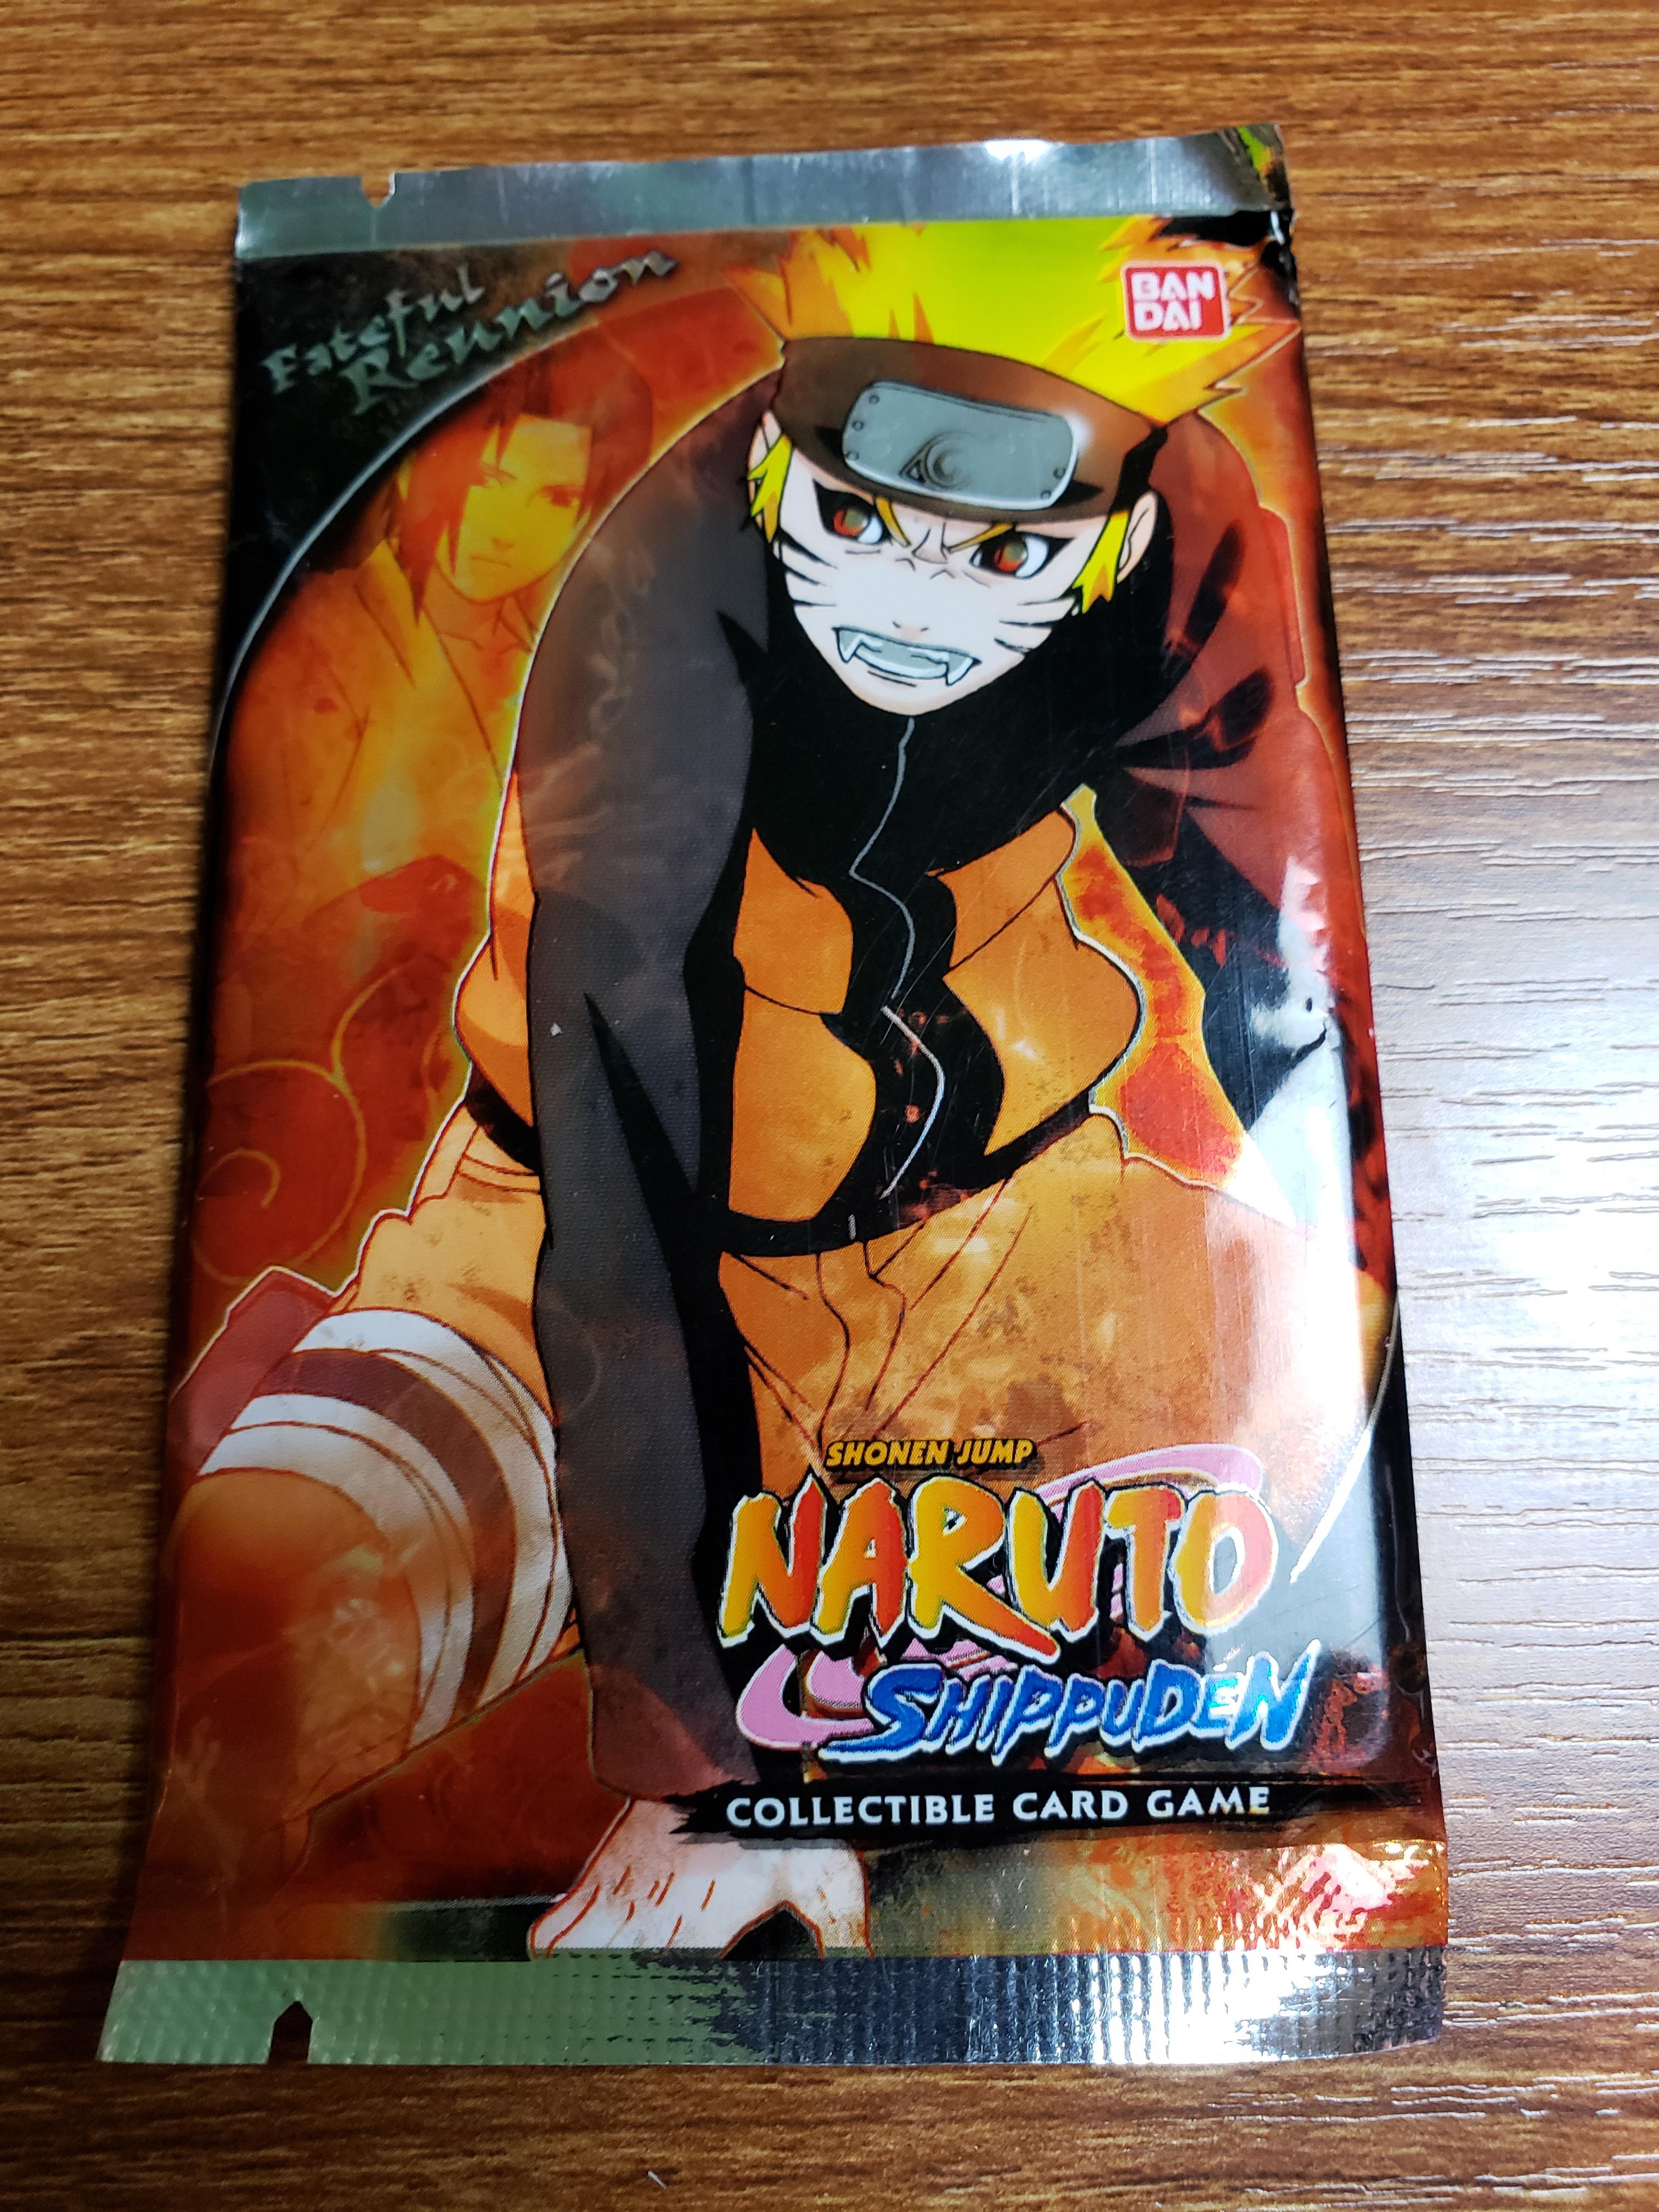 Fateful
Reunion
BAN
DAI
SHONEN JUMP
NARUTO
SHIPPUDEN
COLLECTIBLE CARD GAME